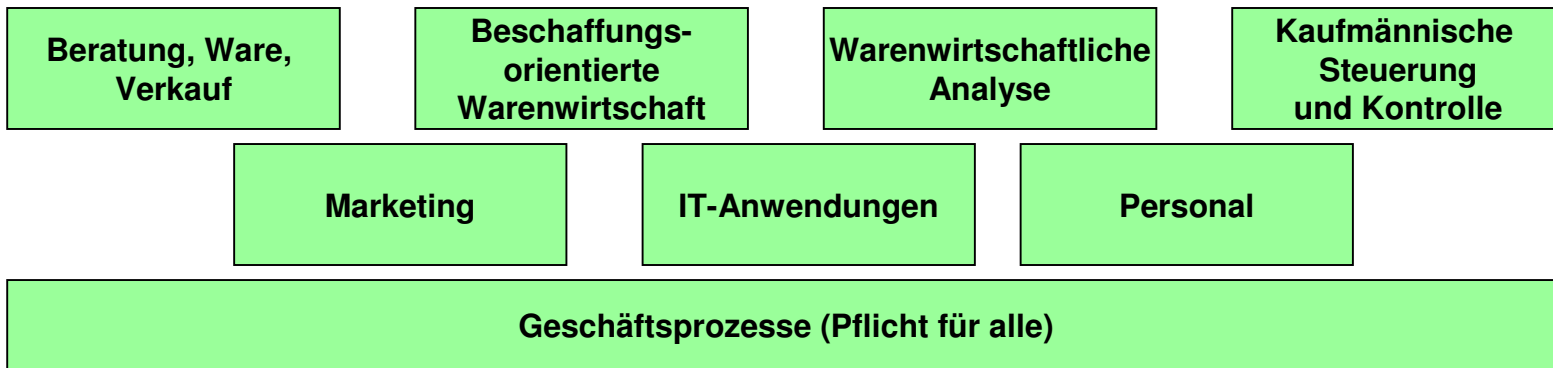 Beratung, Ware,
Verkauf
Beschaffungs-
orientierte
Warenwirtschaft
Warenwirtschaftliche
Analyse
Kaufmännische
Steuerung
und Kontrolle
Marketing
IT-Anwendungen
Personal
Geschäftsprozesse (Pflicht für alle)